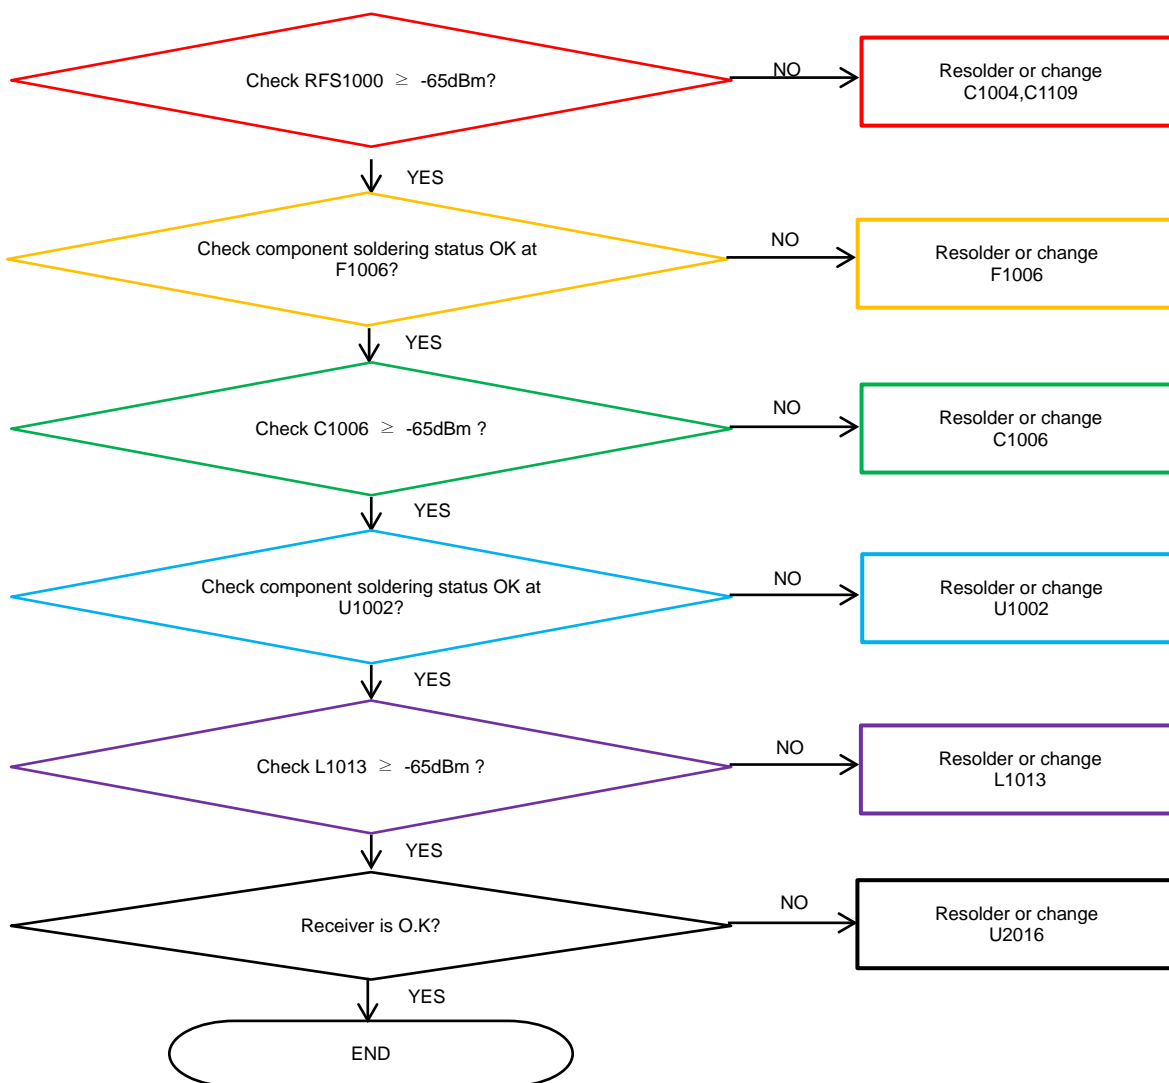 Check RFS1000 ≥ -65dBm?
NO
Resolder or change
C1004,C1109
YES
Check component soldering status OK at
F1006?
NO
Resolder or change
F1006
YES
Check C1006 ≥ -65dBm ?
NO
Resolder or change
C1006
YES
Check component soldering status OK at
U1002?
NO
Resolder or change
U1002
YES
Check L1013 ≥ -65dBm ?
NO
Resolder or change
L1013
YES
Receiver is O.K?
NO
Resolder or change
U2016
YES
END